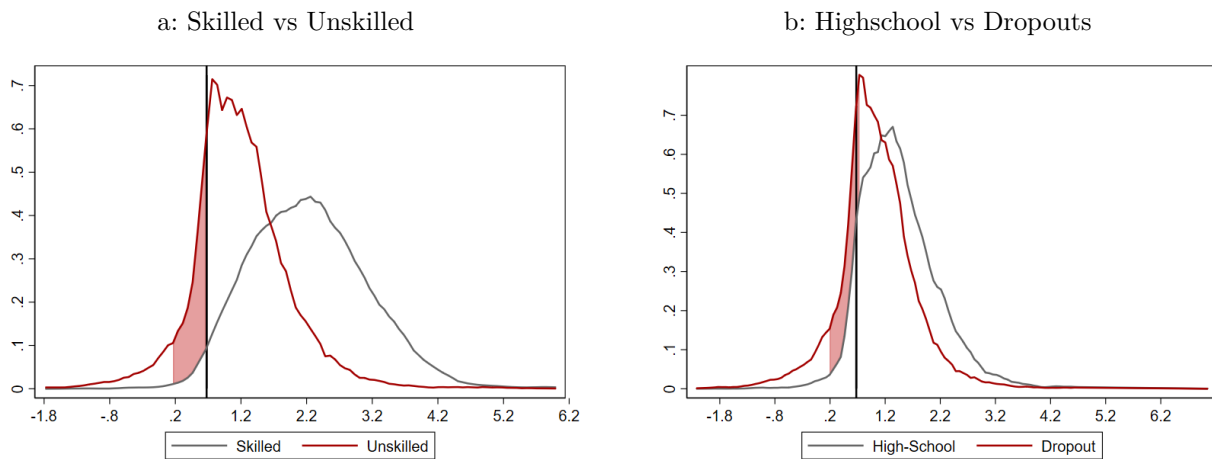 a: Skilled vs Unskilled
.7
.6
.5
.4
.3
.2
.1
0
-1.8 -.8 .2 1.2 2.2 3.2 4.2 5.2 6.2
Skilled Unskilled
b: Highschool vs Dropouts
.7
.6
.5
.4
.3
.2
.1
0
-1.8 -.8 .2 1.2 2.2 3.2 4.2 5.2 6.2
High-School Dropout